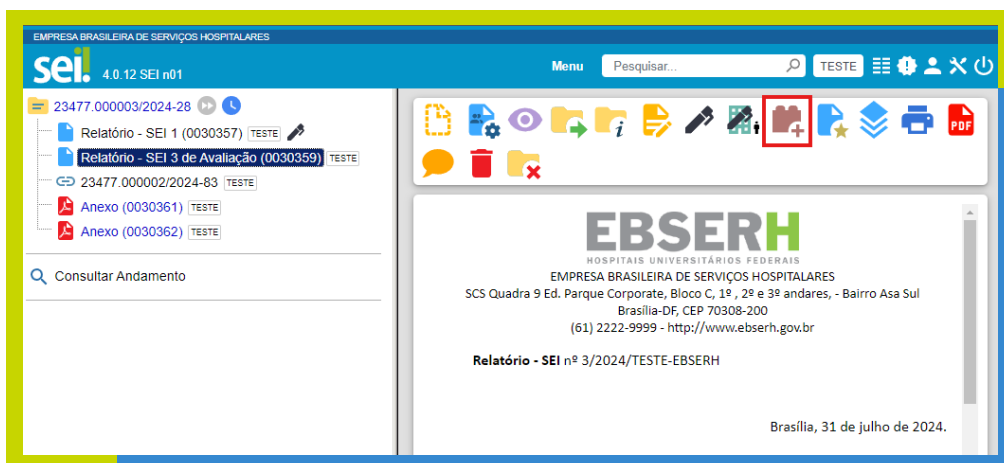 EMPRESA BRASILEIRA DE SERVIÇOS HOSPITALARES
sei! 4.0.12 SEI n01
Menu Pesquisar... TESTE
23477.000003/2024-28
Relatório - SEI 1 (0030357) TESTE
Relatório - SEI 3 de Avaliação (0030359) TESTE
23477.000002/2024-83 TESTE
Anexo (0030361) TESTE
Anexo (0030362) TESTE
Consultar Andamento
PDF
EBSERH
HOSPITAIS UNIVERSITÁRIOS FEDERAIS
EMPRESA BRASILEIRA DE SERVIÇOS HOSPITALARES
SCS Quadra 9 Ed. Parque Corporate, Bloco C, 1º , 2º e 3º andares, - Bairro Asa Sul
Brasília-DF, CEP 70308-200
(61) 2222-9999 - http://www.ebserh.gov.br
Relatório - SEI nº 3/2024/TESTE-EBSERH
Brasília, 31 de julho de 2024.